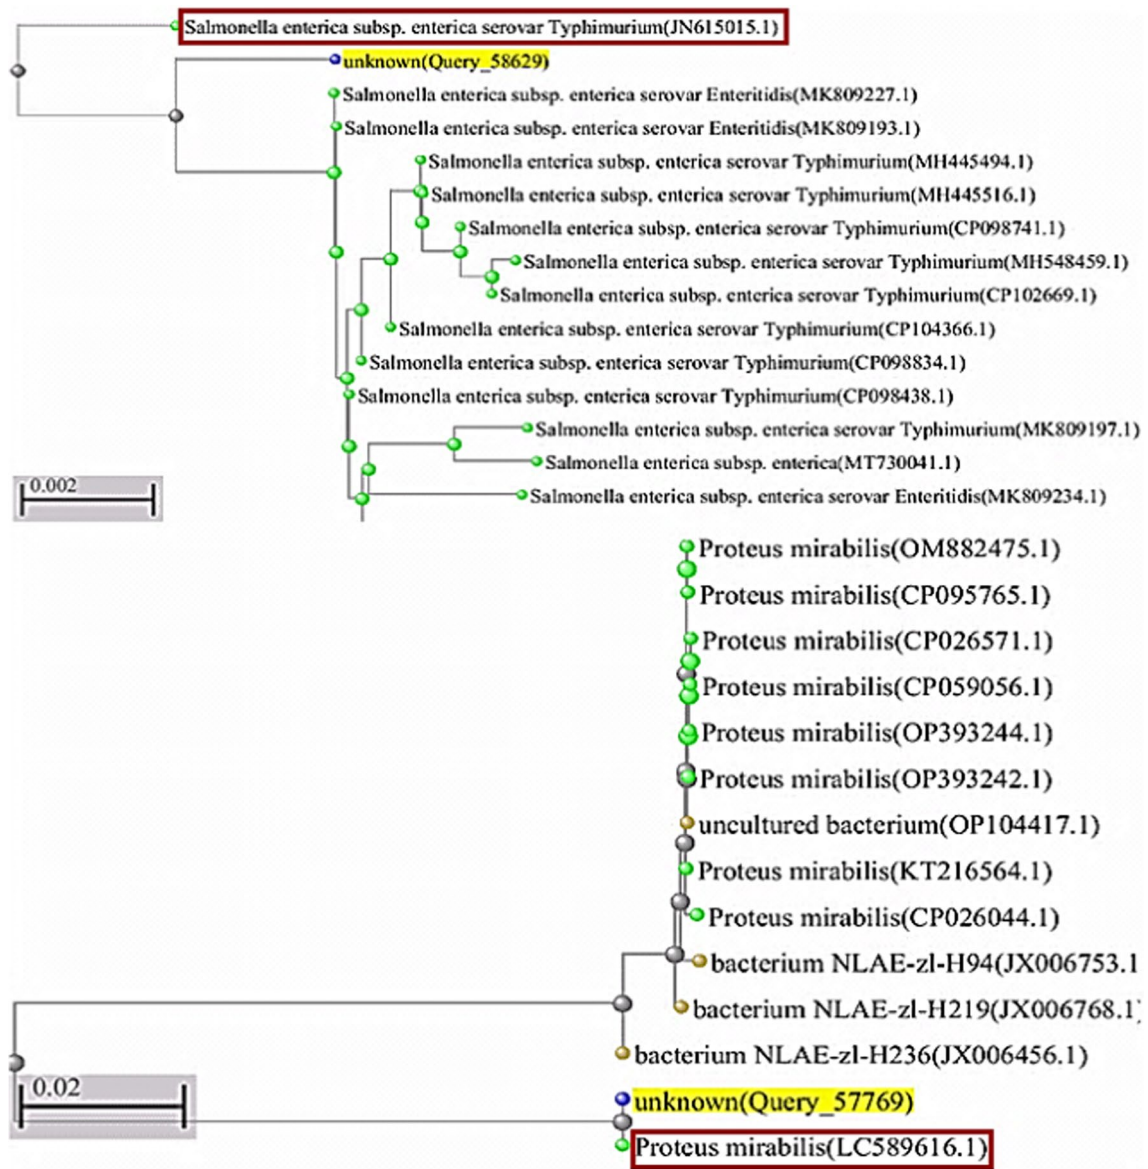 Salmonella enterica subsp. enterica serovar Typhimurium(JN615015.1)
unknown(Query_58629)
Salmonella enterica subsp. enterica serovar Enteritidis(MK809227.1)
Salmonella enterica subsp. enterica serovar Enteritidis(MK809193.1)
Salmonella enterica subsp. enterica serovar Typhimurium(MH445494.1)
Salmonella enterica subsp. enterica serovar Typhimurium(MH445516.1)
Salmonella enterica subsp. enterica serovar Typhimurium(CP098741.1)
Salmonella enterica subsp. enterica serovar Typhimurium(MH548459.1)
Salmonella enterica subsp. enterica serovar Typhimurium(CP102669.1)
Salmonella enterica subsp. enterica serovar Typhimurium(CP104366.1)
Salmonella enterica subsp. enterica serovar Typhimurium(CP098834.1)
Salmonella enterica subsp. enterica serovar Typhimurium(CP098438.1)
Salmonella enterica subsp. enterica serovar Typhimurium(MK809197.1)
Salmonella enterica subsp. enterica(MT730041.1)
Salmonella enterica subsp. enterica serovar Enteritidis(MK809234.1)
0.002
Proteus mirabilis(OM882475.1)
Proteus mirabilis(CP095765.1)
Proteus mirabilis(CP026571.1)
Proteus mirabilis(CP059056.1)
Proteus mirabilis(OP393244.1)
Proteus mirabilis(OP393242.1)
uncultured bacterium(OP104417.1)
Proteus mirabilis(KT216564.1)
Proteus mirabilis(CP026044.1)
bacterium NLAE-zl-H94(JX006753.1
bacterium NLAE-zl-H219(JX006768.1)
bacterium NLAE-zl-H236(JX006456.1)
0.02
unknown(Query_57769)
Proteus mirabilis(LC589616.1)